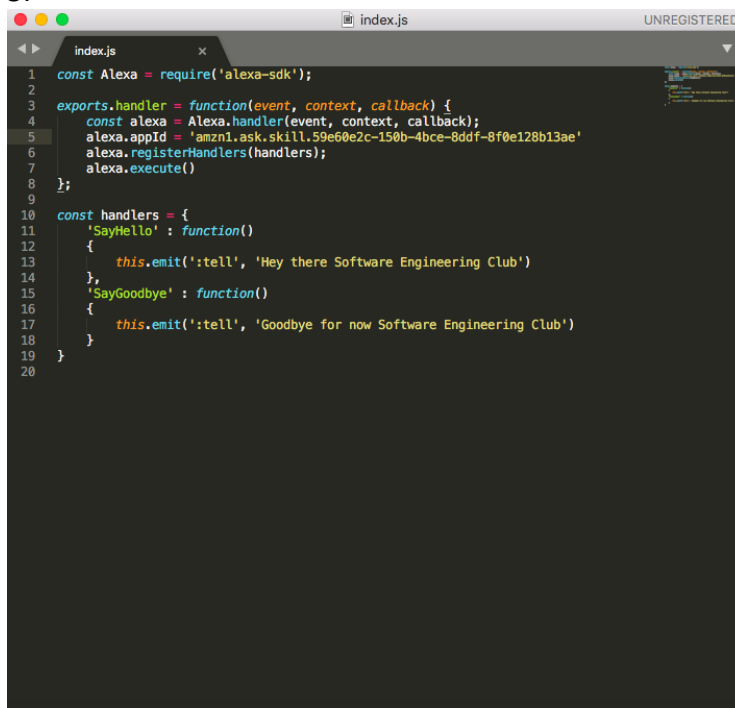 index.js
UNREGISTERED
index.js ×
1 const Alexa = require('alexa-sdk');
2
3 exports.handler = function(event, context, callback) {
4     const alexa = Alexa.handler(event, context, callback);
5     alexa.appId = 'amzn1.ask.skill.59e60e2c-150b-4bce-8ddf-8f0e128b13ae'
6     alexa.registerHandlers(handlers);
7     alexa.execute()
8 };
9
10 const handlers = {
11     'SayHello' : function()
12     {
13         this.emit(':tell', 'Hey there Software Engineering Club')
14     },
15     'SayGoodbye' : function()
16     {
17         this.emit(':tell', 'Goodbye for now Software Engineering Club')
18     }
19 }
20